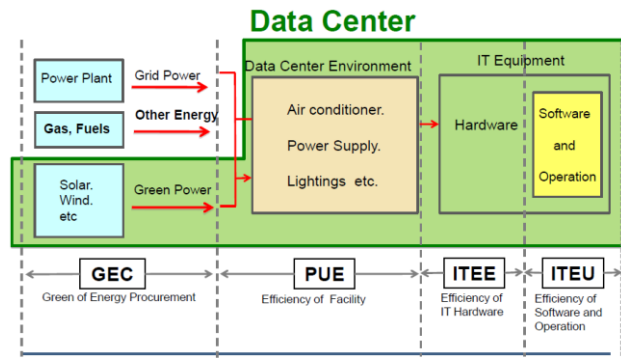 Data Center
Power Plant
Grid Power
Gas, Fuels
Other Energy
Solar.
Wind.
etc
Green Power
Data Center Environment
Air conditioner.
Power Supply.
Lightings etc.
IT Equipment
Hardware
Software
and
Operation
GEC
Green of Energy Procurement
PUE
Efficiency of Facility
ITEE
Efficiency of
IT Hardware
ITEU
Efficiency of
Software and
Operation